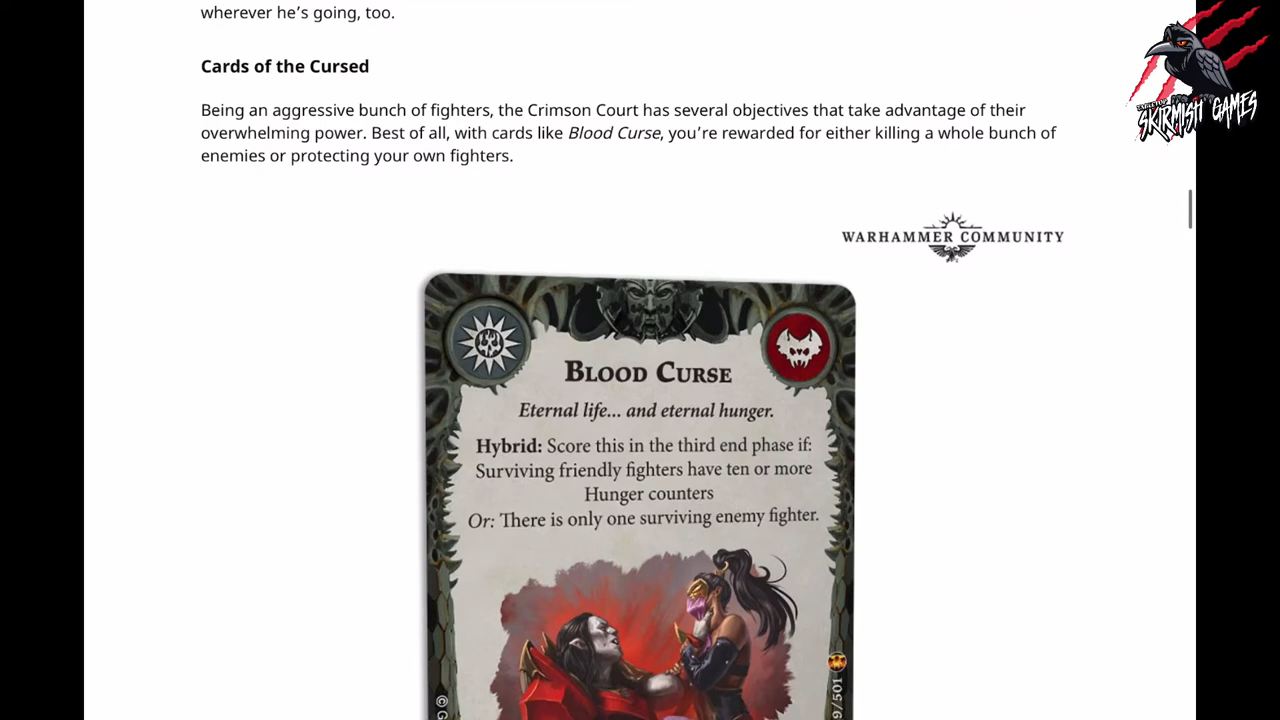 wherever he's going, too.
Cards of the Cursed
Being an aggressive bunch of fighters, the Crimson Court has several objectives that take advantage of their
overwhelming power. Best of all, with cards like Blood Curse, you're rewarded for either killing a whole bunch of
enemies or protecting your own fighters.
SKIRMISH GAMES
WARHAMMER COMMUNITY
BLOOD CURSE
Eternal life... and eternal hunger.
Hybrid: Score this in the third end phase if:
Surviving friendly fighters have ten or more
Hunger counters
Or: There is only one surviving enemy fighter.
© G
9/501